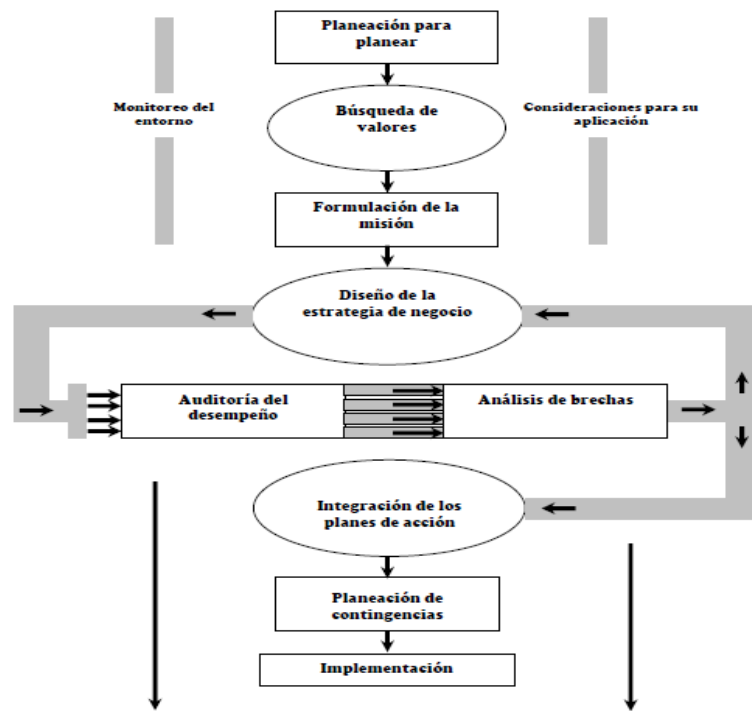 Planeación para
planear
Monitoreo del
entorno
Búsqueda de
valores
Consideraciones para su
aplicación
Formulación de la
misión
Diseño de la
estrategia de negocio
Auditoría del
desempeño
Análisis de brechas
Integración de los
planes de acción
Planeación de
contingencias
Implementación